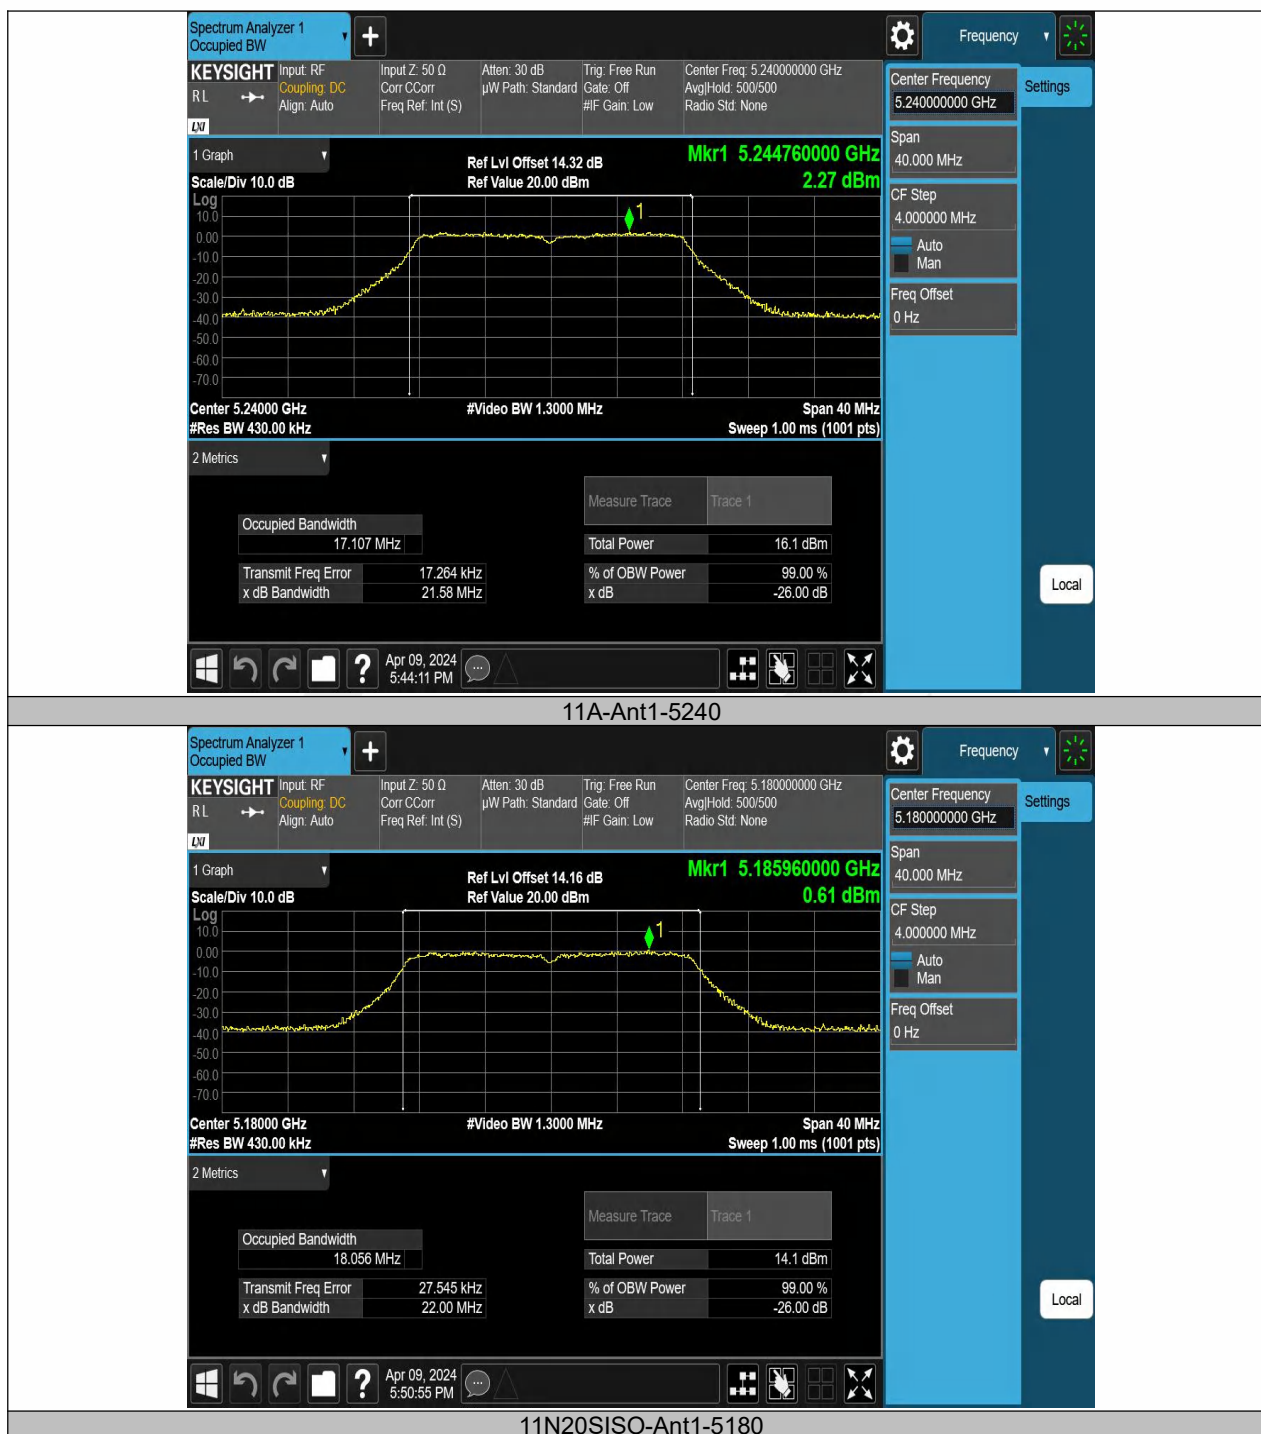 Spectrum Analyzer 1
Occupied BW
+
Frequency
KEYSIGHT
RL
LXI
Input: RF
Coupling: DC
Align: Auto
Input Z: 50 Ω
Corr CCorr
Freq Ref: Int (S)
Atten: 30 dB
µW Path: Standard
Trig: Free Run
Gate: Off
#IF Gain: Low
Center Freq: 5.240000000 GHz
Avg|Hold: 500/500
Radio Std: None
Center Frequency
5.240000000 GHz
Settings
Span
40.000 MHz
CF Step
4.000000 MHz
Auto
Man
Freq Offset
0 Hz
Local
1 Graph
Scale/Div 10.0 dB
Ref Lvl Offset 14.32 dB
Ref Value 20.00 dBm
Mkr1 5.244760000 GHz
2.27 dBm
Log
10.0
0.00
-10.0
-20.0
-30.0
-40.0
-50.0
-60.0
-70.0
1
Center 5.24000 GHz
#Video BW 1.3000 MHz
Span 40 MHz
#Res BW 430.00 kHz
Sweep 1.00 ms (1001 pts)
2 Metrics
Measure Trace Trace 1
Occupied Bandwidth
17.107 MHz
Total Power 16.1 dBm
Transmit Freq Error 17.264 kHz
% of OBW Power 99.00 %
x dB Bandwidth 21.58 MHz
x dB -26.00 dB
?
Apr 09, 2024
5:44:11 PM
11A-Ant1-5240
Spectrum Analyzer 1
Occupied BW
+
Frequency
KEYSIGHT
RL
LXI
Input: RF
Coupling: DC
Align: Auto
Input Z: 50 Ω
Corr CCorr
Freq Ref: Int (S)
Atten: 30 dB
µW Path: Standard
Trig: Free Run
Gate: Off
#IF Gain: Low
Center Freq: 5.180000000 GHz
Avg|Hold: 500/500
Radio Std: None
Center Frequency
5.180000000 GHz
Settings
Span
40.000 MHz
CF Step
4.000000 MHz
Auto
Man
Freq Offset
0 Hz
Local
1 Graph
Scale/Div 10.0 dB
Ref Lvl Offset 14.16 dB
Ref Value 20.00 dBm
Mkr1 5.185960000 GHz
0.61 dBm
Log
10.0
0.00
-10.0
-20.0
-30.0
-40.0
-50.0
-60.0
-70.0
1
Center 5.18000 GHz
#Video BW 1.3000 MHz
Span 40 MHz
#Res BW 430.00 kHz
Sweep 1.00 ms (1001 pts)
2 Metrics
Measure Trace Trace 1
Occupied Bandwidth
18.056 MHz
Total Power 14.1 dBm
Transmit Freq Error 27.545 kHz
% of OBW Power 99.00 %
x dB Bandwidth 22.00 MHz
x dB -26.00 dB
?
Apr 09, 2024
5:50:55 PM
11N20SISO-Ant1-5180